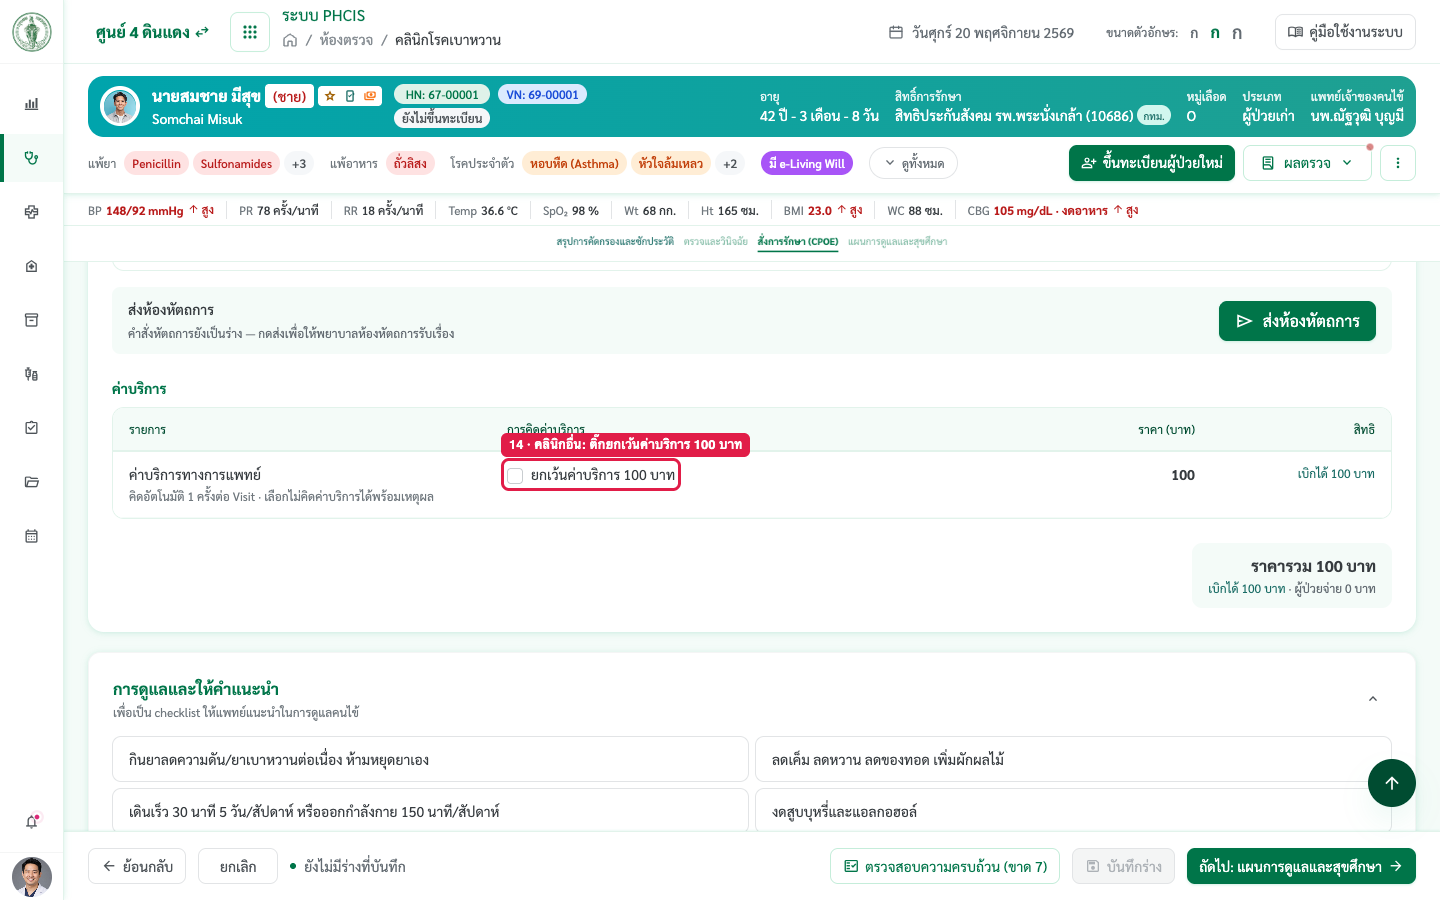 ศูนย์ 4 ดินแดง
ระบบ PHCIS
/ ห้องตรวจ / คลินิกโรคเบาหวาน
วันศุกร์ 20 พฤศจิกายน 2569
ขนาดตัวอักษร: ก ก ก
คู่มือใช้งานระบบ
นายสมชาย มีสุข (ชาย)
Somchai Misuk
HN: 67-00001
VN: 69-00001
ยังไม่ขึ้นทะเบียน
อายุ
42 ปี - 3 เดือน - 8 วัน
สิทธิ์การรักษา
สิทธิประกันสังคม รพ.พระนั่งเกล้า (10686) กทม.
หมู่เลือด
O
ประเภท
ผู้ป่วยเก่า
แพทย์เจ้าของคนไข้
นพ.ณัฐวุฒิ บุญมี
แพ้ยา Penicillin Sulfonamides +3 แพ้อาหาร ถั่วลิสง โรคประจำตัว หอบหืด (Asthma) หัวใจล้มเหลว +2 มี e-Living Will ดูทั้งหมด
ขึ้นทะเบียนผู้ป่วยใหม่
ผลตรวจ
BP 148/92 mmHg ↑ สูง PR 78 ครั้ง/นาที RR 18 ครั้ง/นาที Temp 36.6 °C SpO₂ 98 % Wt 68 กก. Ht 165 ซม. BMI 23.0 ↑ สูง WC 88 ซม. CBG 105 mg/dL · งดอาหาร ↑ สูง
สรุปการคัดกรองและซักประวัติ ตรวจและวินิจฉัย สั่งการรักษา (CPOE) แผนการดูแลและสุขศึกษา
ส่งห้องหัตถการ
คำสั่งหัตถการยังเป็นร่าง — กดส่งเพื่อให้พยาบาลห้องหัตถการรับเรื่อง
ส่งห้องหัตถการ
ค่าบริการ
รายการ การคิดค่าบริการ ราคา (บาท) สิทธิ
14 · คลินิกอื่น: ติ๊กยกเว้นค่าบริการ 100 บาท
ค่าบริการทางการแพทย์ ยกเว้นค่าบริการ 100 บาท 100 เบิกได้ 100 บาท
คิดอัตโนมัติ 1 ครั้งต่อ Visit · เลือกไม่คิดค่าบริการได้พร้อมเหตุผล
ราคารวม 100 บาท
เบิกได้ 100 บาท · ผู้ป่วยจ่าย 0 บาท
การดูแลและให้คำแนะนำ
เพื่อเป็น checklist ให้แพทย์แนะนำในการดูแลคนไข้
กินยาลดความดัน/ยาเบาหวานต่อเนื่อง ห้ามหยุดยาเอง
ลดเค็ม ลดหวาน ลดของทอด เพิ่มผักผลไม้
เดินเร็ว 30 นาที 5 วัน/สัปดาห์ หรือออกกำลังกาย 150 นาที/สัปดาห์
งดสูบบุหรี่และแอลกอฮอล์
ย้อนกลับ
ยกเลิก
ยังไม่มีร่างที่บันทึก
ตรวจสอบความครบถ้วน (ขาด 7)
บันทึกร่าง
ถัดไป: แผนการดูแลและสุขศึกษา